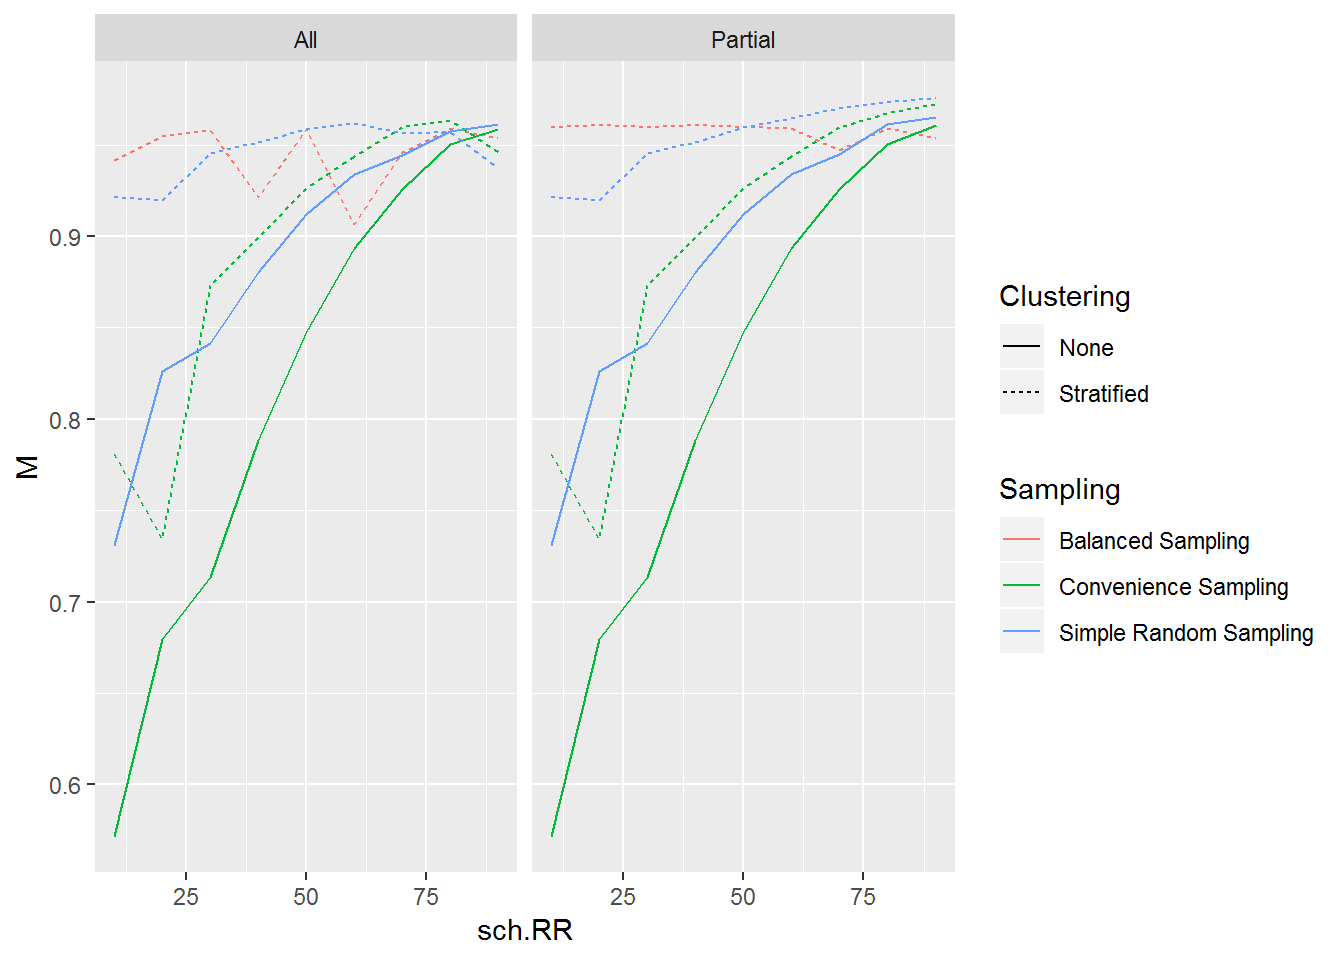 All
Partial
0.9
0.8
0.7
0.6
M
25
50
75
25
50
75
sch.RR
Clustering
None
Stratified
Sampling
Balanced Sampling
Convenience Sampling
Simple Random Sampling